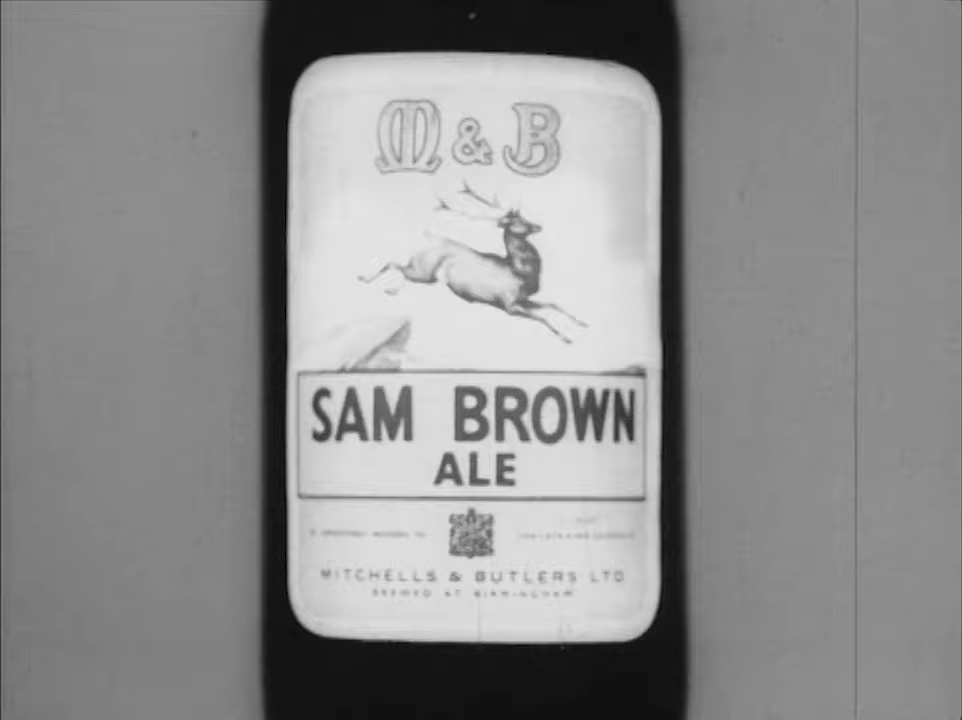 M & B
SAM BROWN
ALE
MITCHELLS & BUTLERS LTD
BREWED AT BIRMINGHAM